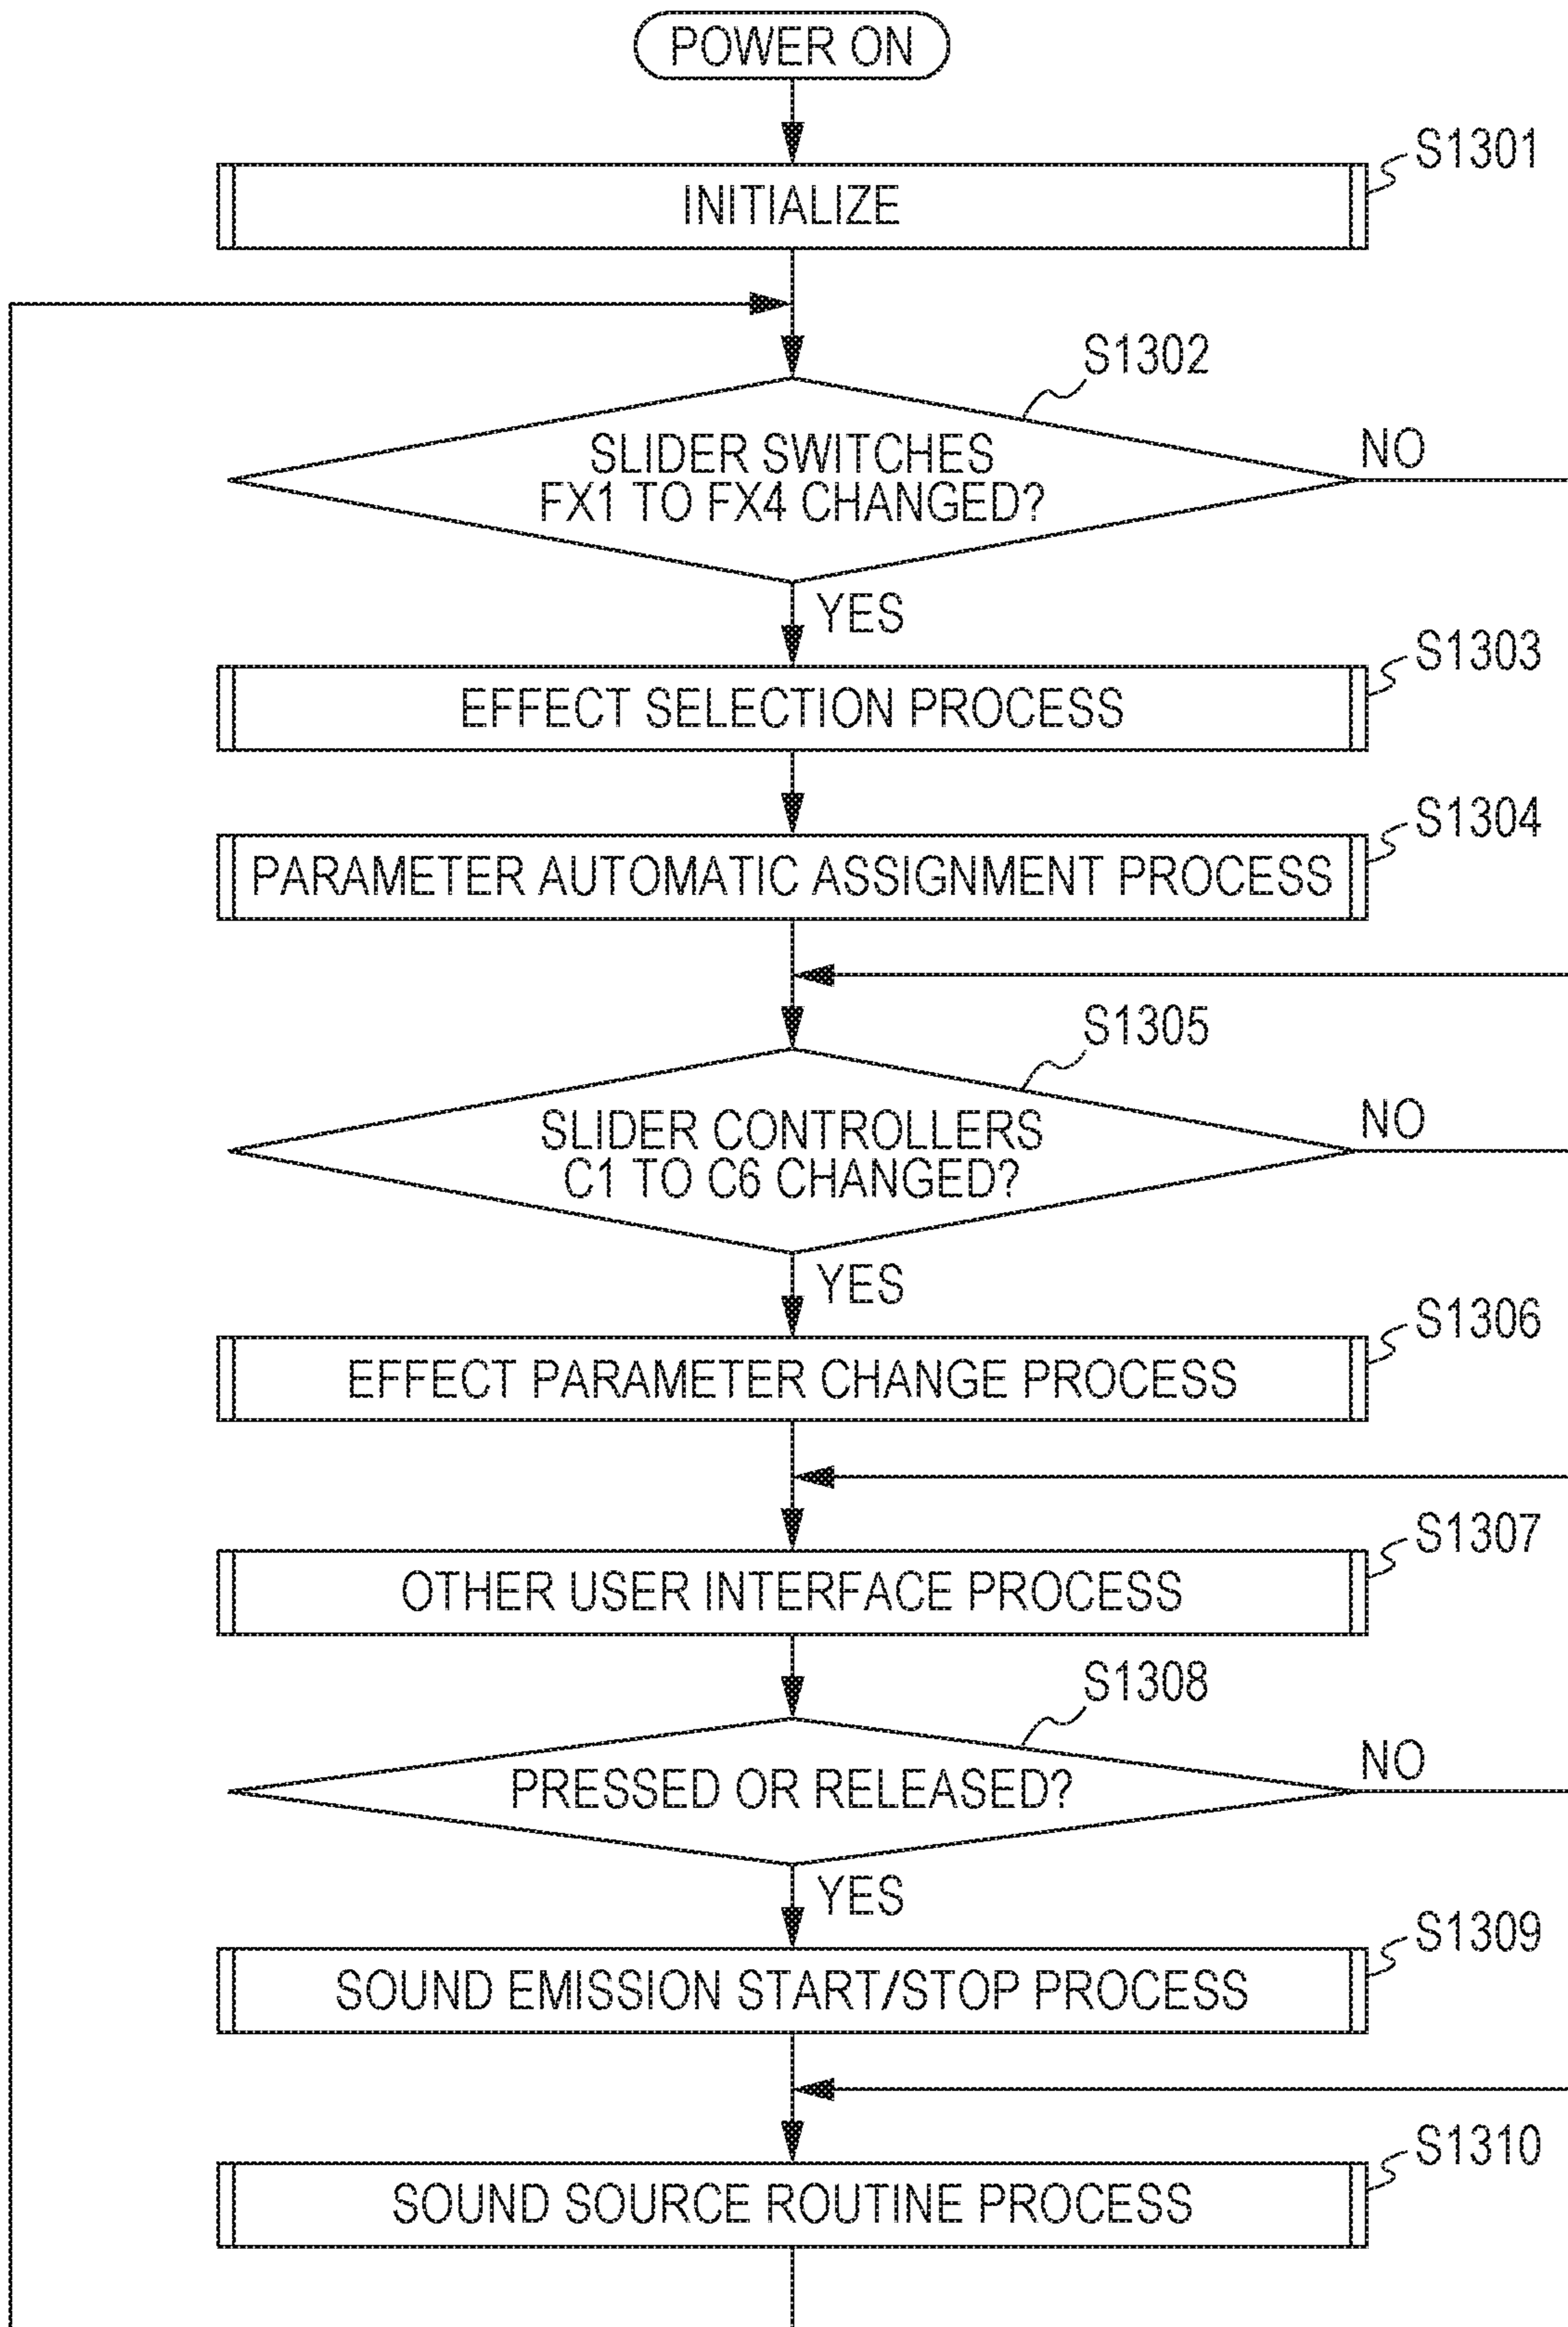 POWER ON
S1301
INITIALIZE
S1302
SLIDER SWITCHES
FX1 TO FX4 CHANGED?
NO
YES
S1303
EFFECT SELECTION PROCESS
S1304
PARAMETER AUTOMATIC ASSIGNMENT PROCESS
S1305
SLIDER CONTROLLERS
C1 TO C6 CHANGED?
NO
YES
S1306
EFFECT PARAMETER CHANGE PROCESS
S1307
OTHER USER INTERFACE PROCESS
S1308
PRESSED OR RELEASED?
NO
YES
S1309
SOUND EMISSION START/STOP PROCESS
S1310
SOUND SOURCE ROUTINE PROCESS